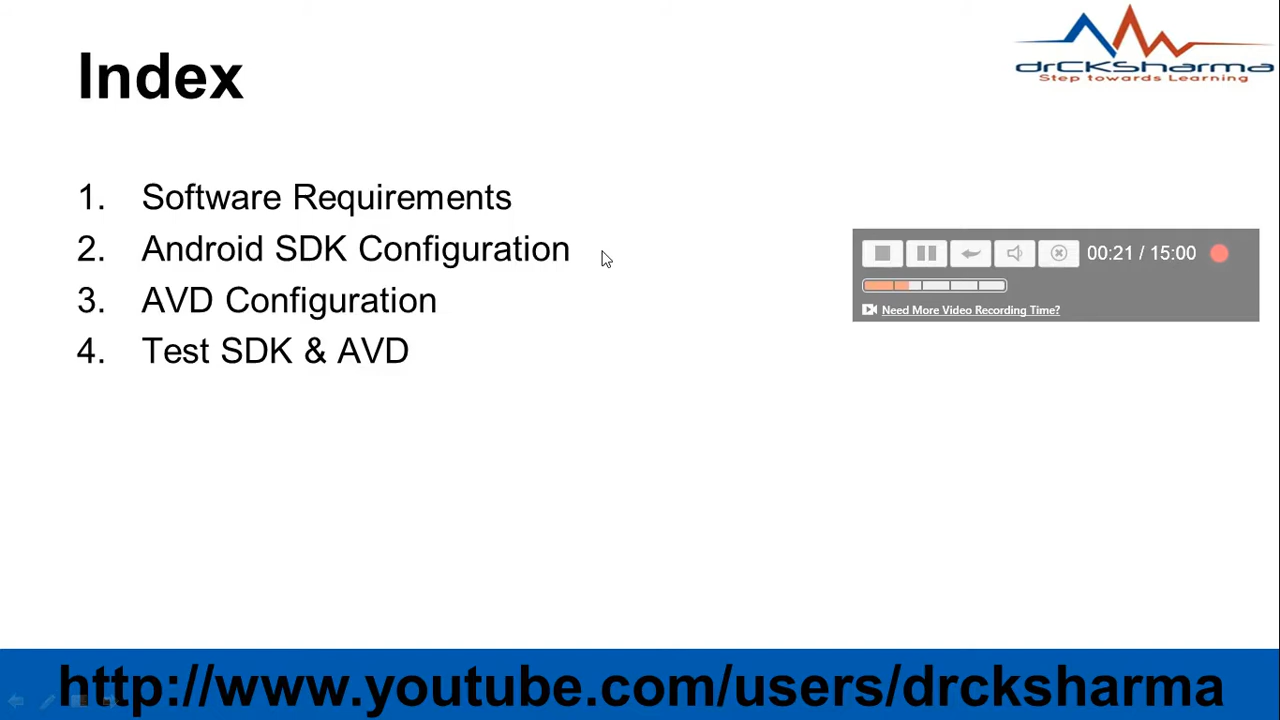 drCKSharma
Step towards Learning
Index
1. Software Requirements
2. Android SDK Configuration
3. AVD Configuration
4. Test SDK & AVD
00:21 / 15:00
Need More Video Recording Time?
http://www.youtube.com/users/drcksharma